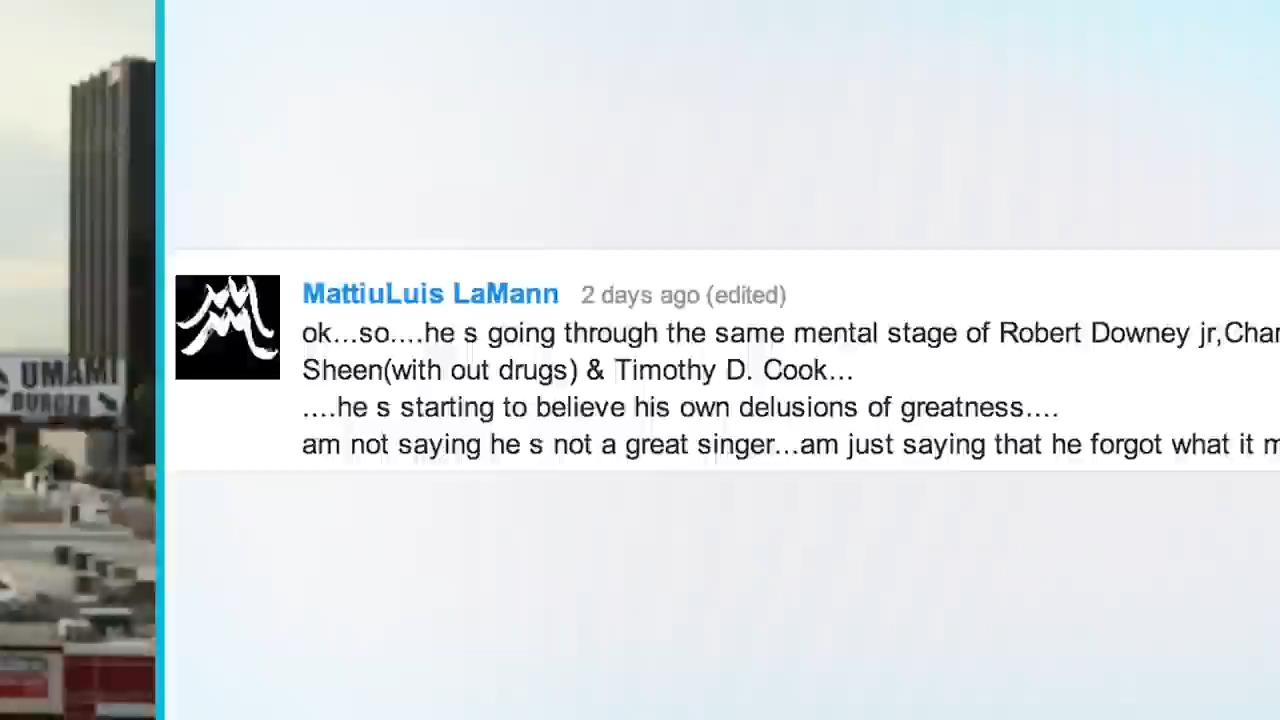 UMAMI
BURGER
MattiuLuis LaMann 2 days ago (edited)
ok...so....he s going through the same mental stage of Robert Downey jr,Char
Sheen(with out drugs) & Timothy D. Cook...
....he s starting to believe his own delusions of greatness....
am not saying he s not a great singer...am just saying that he forgot what it m